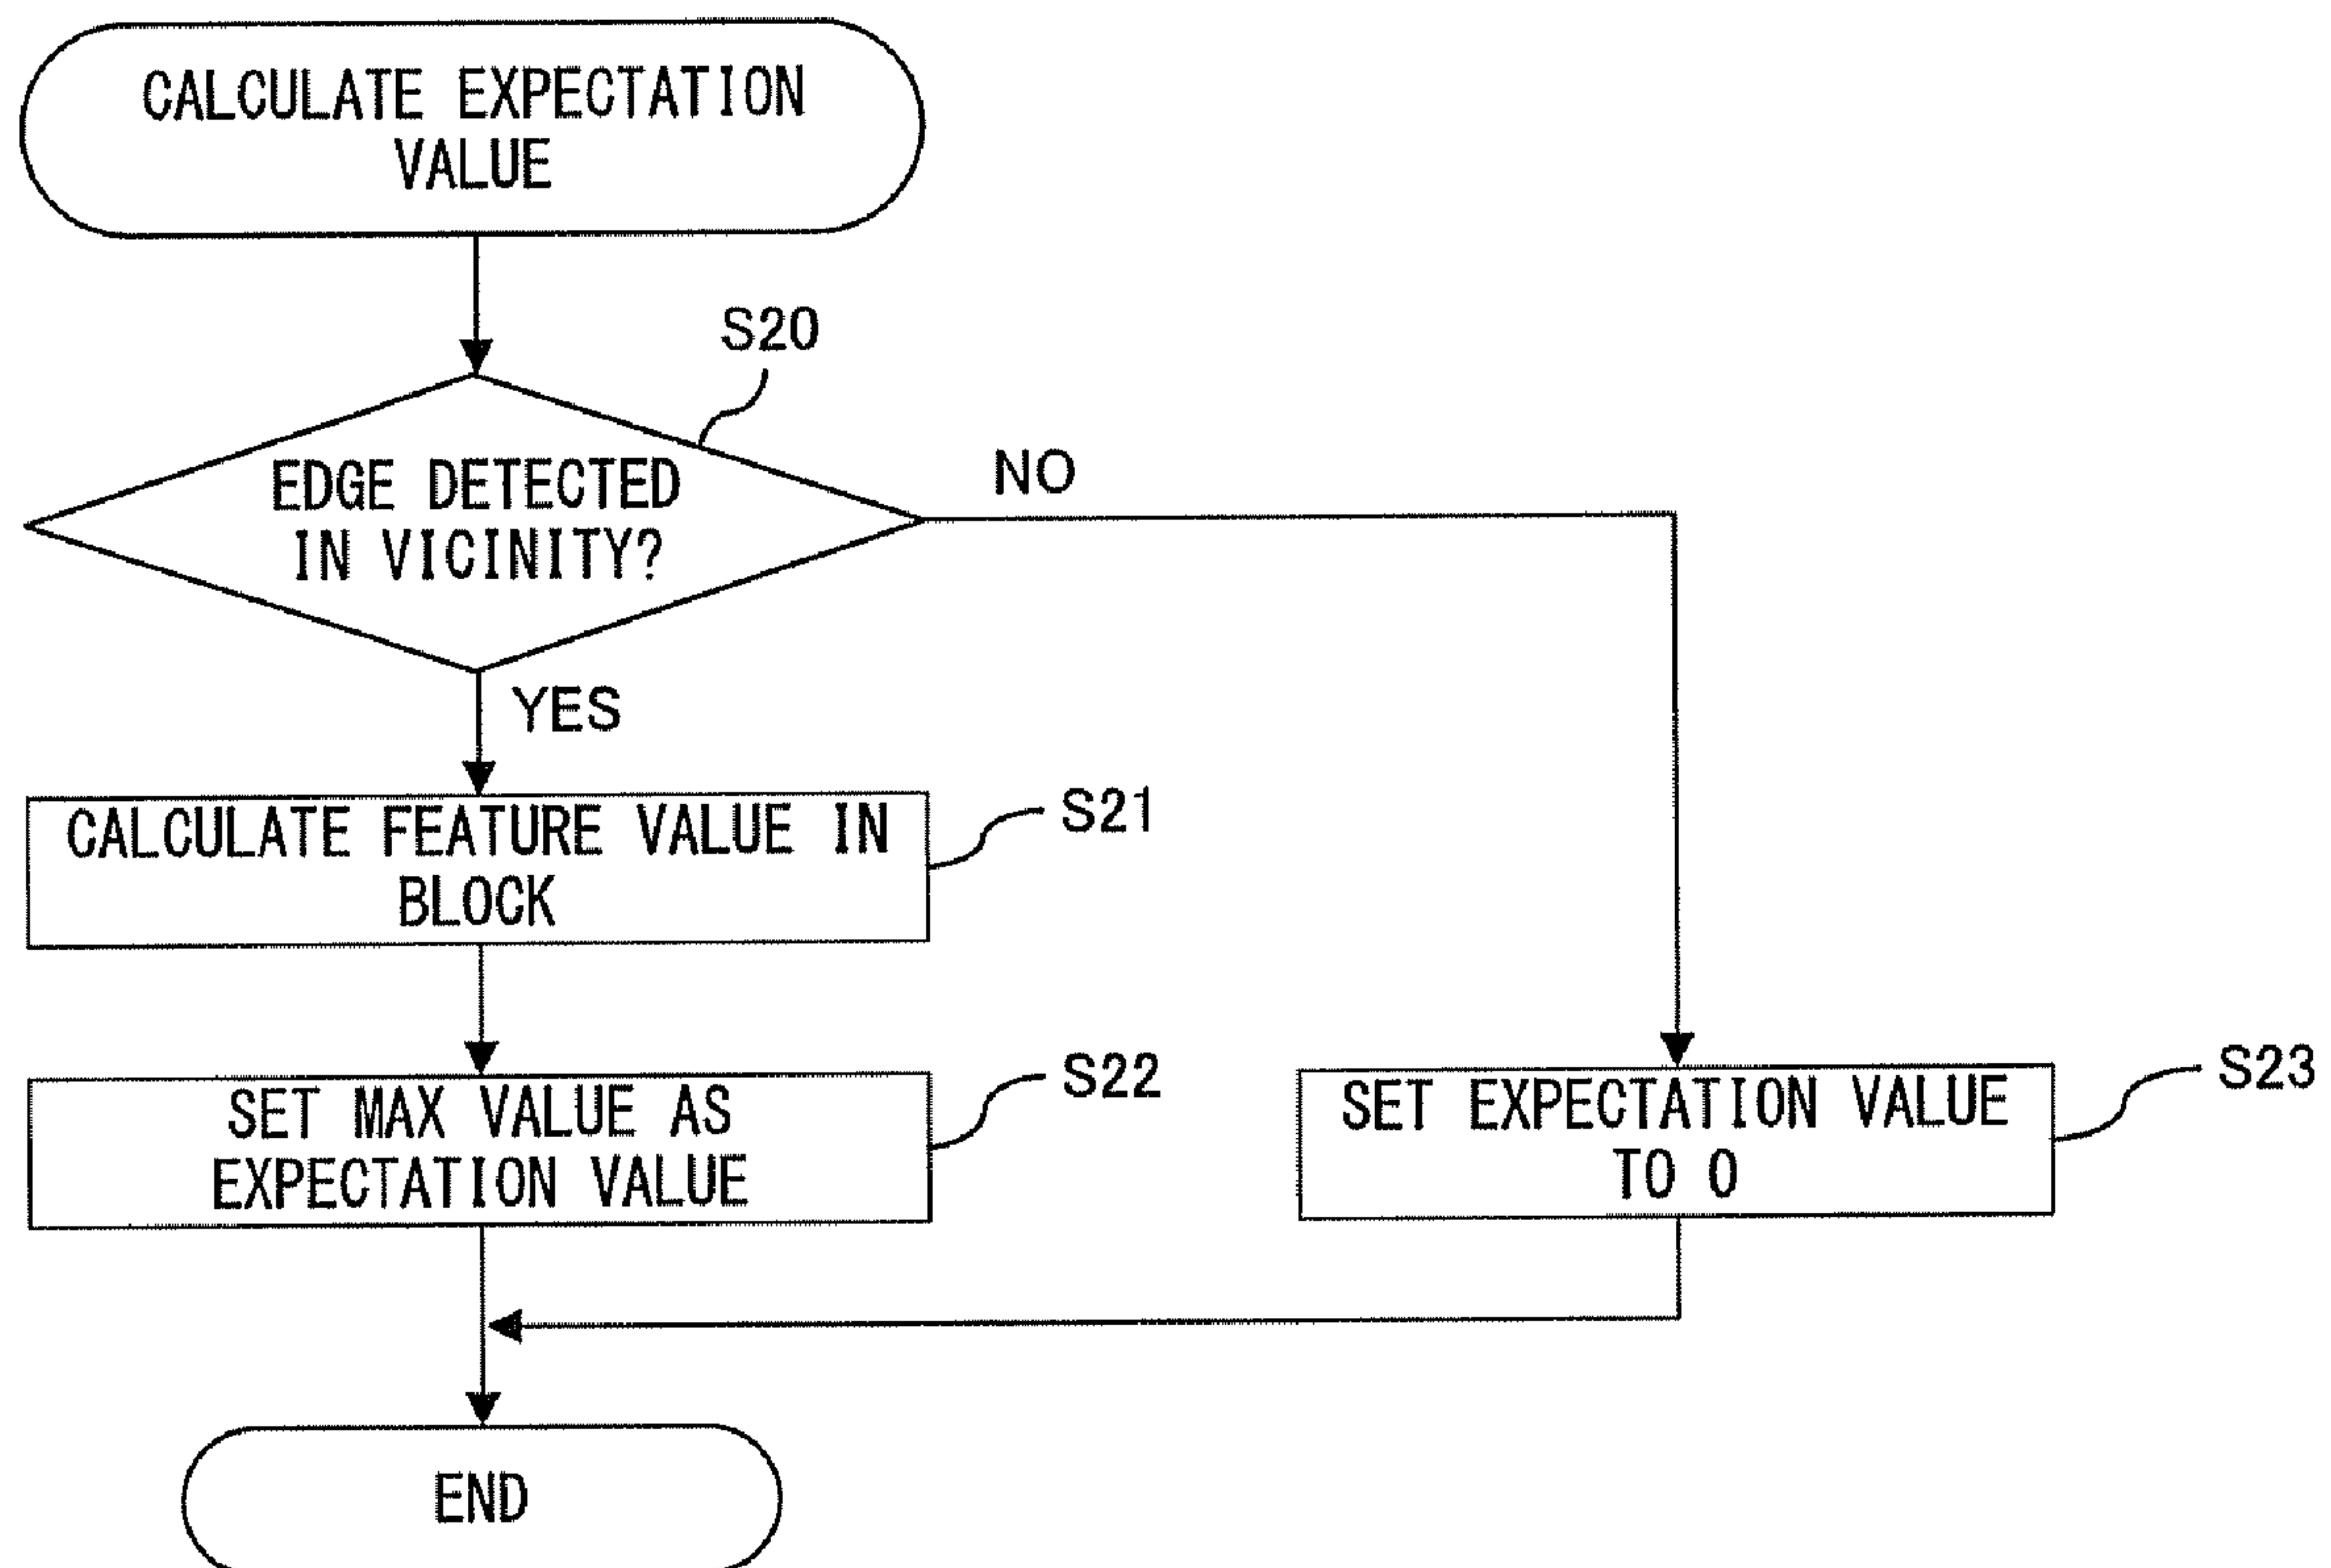 CALCULATE EXPECTATION
VALUE
S20
EDGE DETECTED
IN VICINITY?
NO
YES
CALCULATE FEATURE VALUE IN
BLOCK
S21
SET MAX VALUE AS
EXPECTATION VALUE
S22
SET EXPECTATION VALUE
TO 0
S23
END